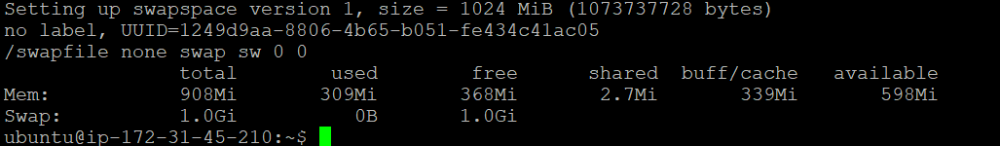 Setting up swapspace version 1, size = 1024 MiB (1073737728 bytes)
no label, UUID=1249d9aa-8806-4b65-b051-fe434c41ac05
/swapfile none swap sw 0 0
total used free shared buff/cache available
Mem: 908Mi 309Mi 368Mi 2.7Mi 339Mi 598Mi
Swap: 1.0Gi 0B 1.0Gi
ubuntu@ip-172-31-45-210:~$